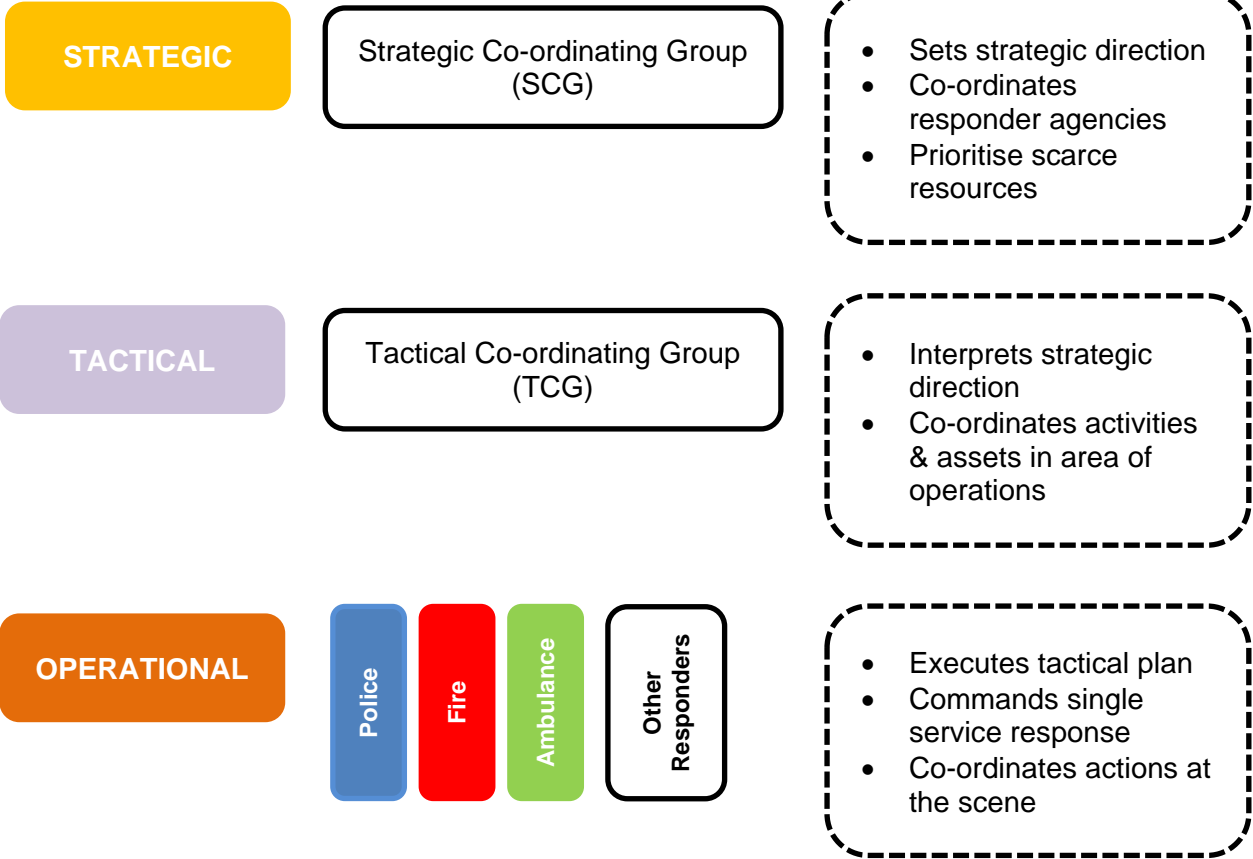 STRATEGIC
Strategic Co-ordinating Group
(SCG)
• Sets strategic direction
• Co-ordinates
responder agencies
• Prioritise scarce
resources
TACTICAL
Tactical Co-ordinating Group
(TCG)
• Interprets strategic
direction
• Co-ordinates activities
& assets in area of
operations
OPERATIONAL
Police
Fire
Ambulance
Other
Responders
• Executes tactical plan
• Commands single
service response
• Co-ordinates actions at
the scene